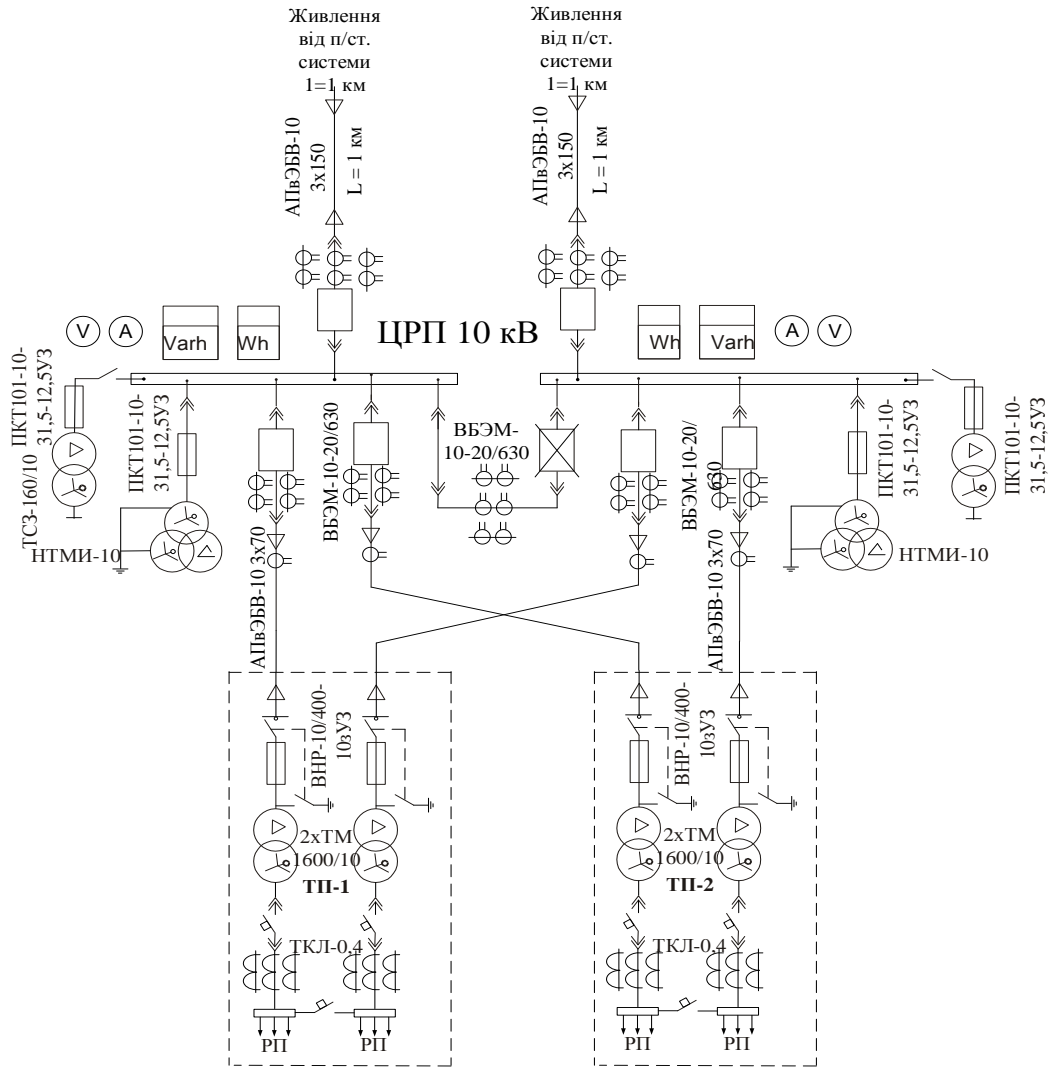 Живлення
від п/ст.
системи
1=1 км
Живлення
від п/ст.
системи
1=1 км
АПвЭБВ-10
3х150
L = 1 км
АПвЭБВ-10
3х150
L = 1 км
V
A
Varh
Wh
ЦРП 10 кВ
Wh
Varh
A
V
ПКТ101-10-
31,5-12,5УЗ
ТСЗ-160/10
ПКТ101-10-
31,5-12,5УЗ
НТМИ-10
ВБЭМ-10-20/630
ВБЭМ-
10-20/630
ВБЭМ-10-20/
630
ПКТ101-10-
31,5-12,5УЗ
НТМИ-10
ПКТ101-10-
31,5-12,5УЗ
АПвЭБВ-10 3х70
АПвЭБВ-10 3х70
ВНР-10/400-
10зУЗ
ВНР-10/400-
10зУЗ
2хТМ
1600/10
ТП-1
2хТМ
1600/10
ТП-2
ТКЛ-0,4
ТКЛ-0,4
РП
РП
РП
РП